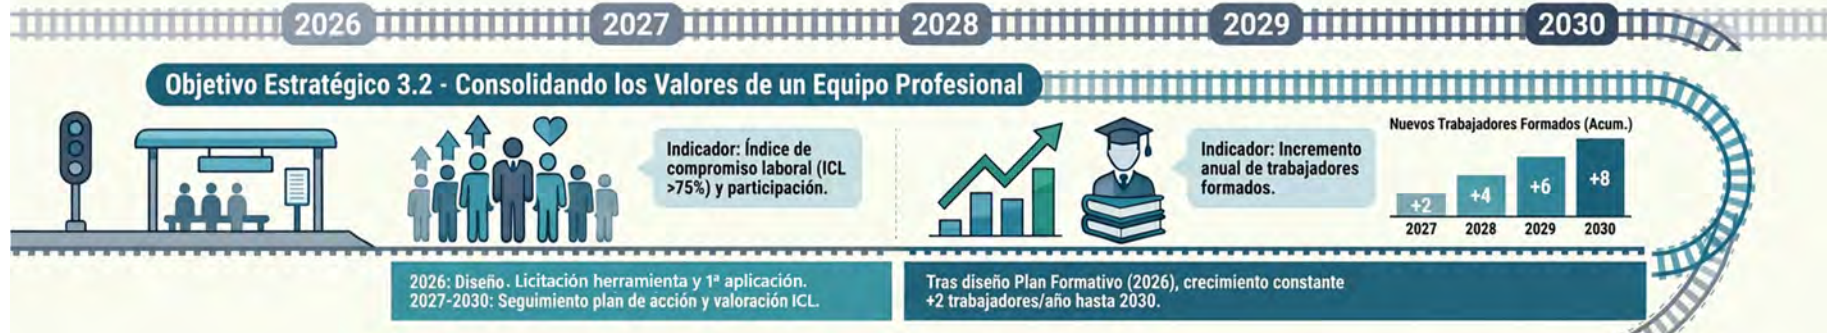 2026 2027 2028 2029 2030
Objetivo Estratégico 3.2 - Consolidando los Valores de un Equipo Profesional
Indicador: Índice de
compromiso laboral (ICL
>75%) y participación.
2026: Diseño. Licitación herramienta y 1ª aplicación.
2027-2030: Seguimiento plan de acción y valoración ICL.
Indicador: Incremento
anual de trabajadores
formados.
Nuevos Trabajadores Formados (Acum.)
+2 +4 +6 +8
2027 2028 2029 2030
Tras diseño Plan Formativo (2026), crecimiento constante
+2 trabajadores/año hasta 2030.